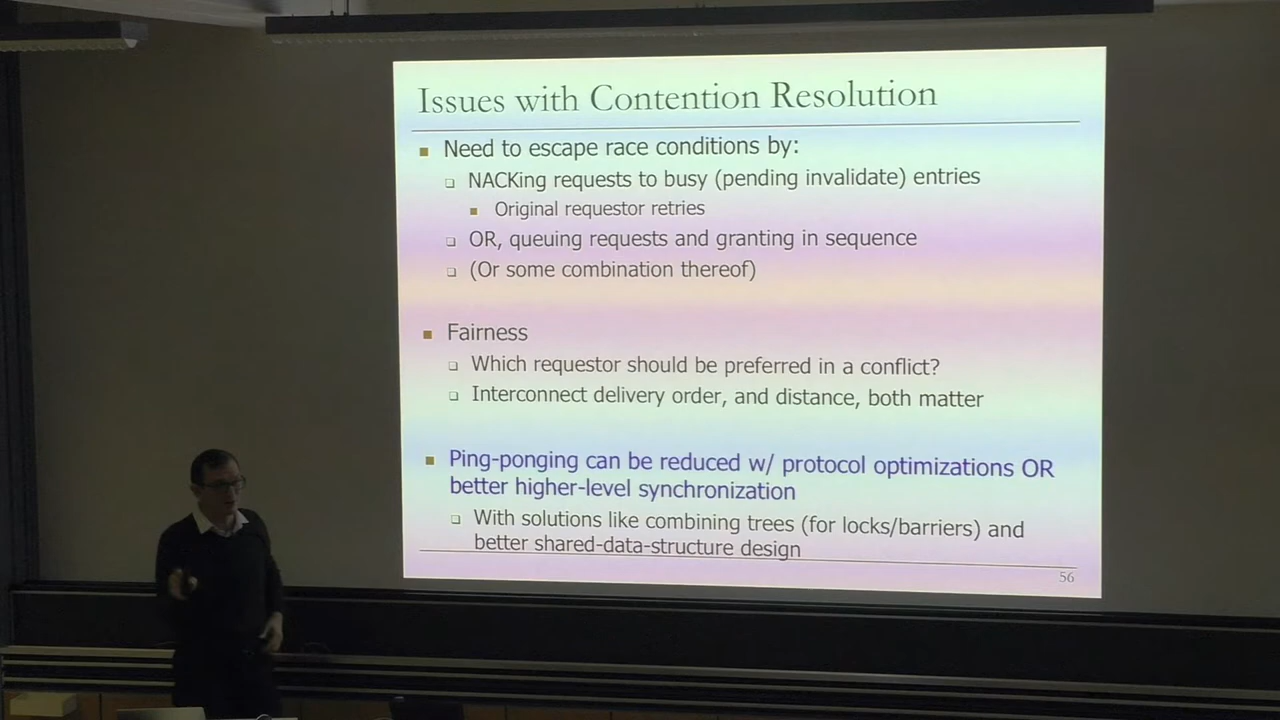 Issues with Contention Resolution
Need to escape race conditions by:
NACKing requests to busy (pending invalidate) entries
Original requestor retries
OR, queuing requests and granting in sequence
(Or some combination thereof)
Fairness
Which requestor should be preferred in a conflict?
Interconnect delivery order, and distance, both matter
Ping-ponging can be reduced w/ protocol optimizations OR
better higher-level synchronization
With solutions like combining trees (for locks/barriers) and
better shared-data-structure design
56